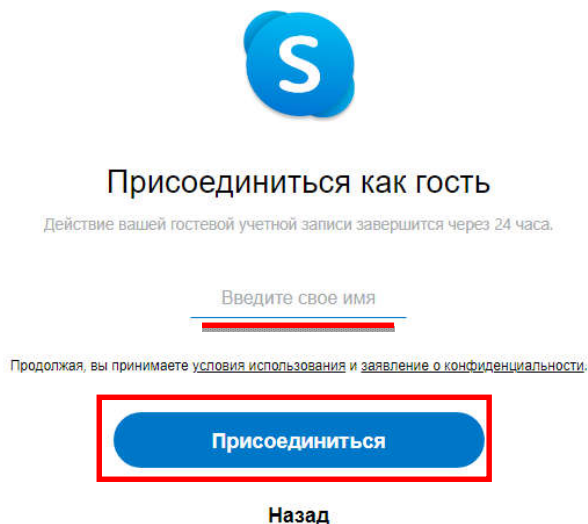 S
Присоединиться как гость
Действие вашей гостевой учетной записи завершится через 24 часа.
Введите свое имя
Продолжая, вы принимаете условия использования и заявление о конфиденциальности.
Присоединиться
Назад